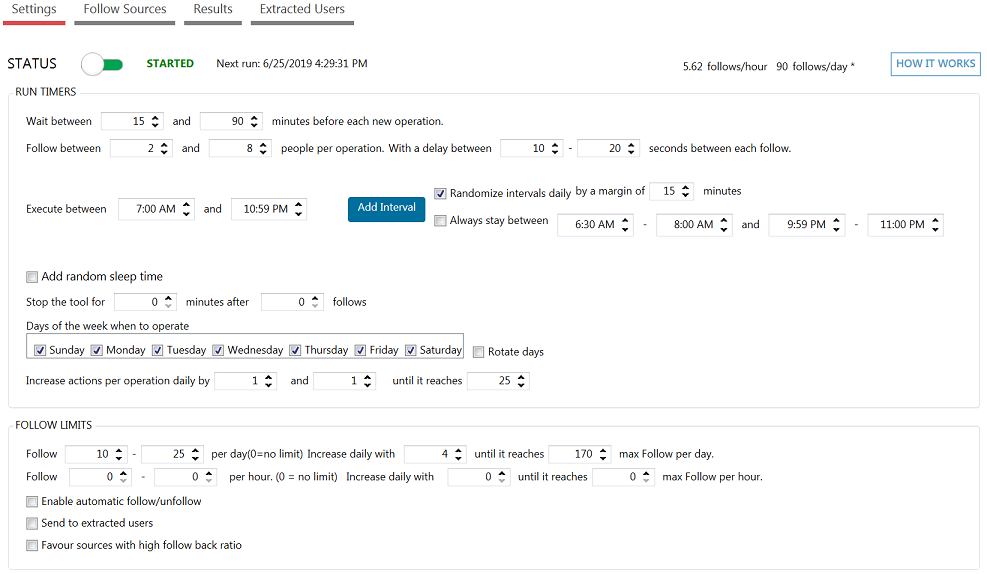 Settings Follow Sources Results Extracted Users
STATUS STARTED Next run: 6/25/2019 4:29:31 PM 5.62 follows/hour 90 follows/day * HOW IT WORKS
RUN TIMERS
Wait between 15 and 90 minutes before each new operation.
Follow between 2 and 8 people per operation. With a delay between 10 - 20 seconds between each follow.
Randomize intervals daily by a margin of 15 minutes
Execute between 7:00 AM and 10:59 PM Add Interval
Always stay between 6:30 AM - 8:00 AM and 9:59 PM - 11:00 PM
Add random sleep time
Stop the tool for 0 minutes after 0 follows
Days of the week when to operate
Sunday Monday Tuesday Wednesday Thursday Friday Saturday Rotate days
Increase actions per operation daily by 1 and 1 until it reaches 25
FOLLOW LIMITS
Follow 10 - 25 per day(0=no limit) Increase daily with 4 until it reaches 170 max Follow per day.
Follow 0 - 0 per hour. (0 = no limit) Increase daily with 0 until it reaches 0 max Follow per hour.
Enable automatic follow/unfollow
Send to extracted users
Favour sources with high follow back ratio